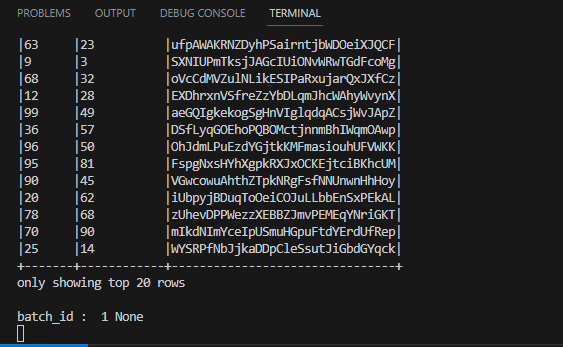 PROBLEMS OUTPUT DEBUG CONSOLE TERMINAL
|63 |23 |ufpAWAKRNZDyhPSairntjbWDOeiXJQCF|
|9 |3 |SXNIUPmTksjJAGcIUiONvWRwTGdFcoMg|
|68 |32 |oVcCdMVZulNLikESIPaRxujarQxJXfCz|
|12 |28 |EXDhrxnVSfreZzYbDLqmJhcWAhyWvynX|
|99 |49 |aeGQIgkekogSgHnVIglqdqACsjWvJApZ|
|36 |57 |DSfLyqGOEhoPQBOMctjnnmBhIWqmOAwp|
|96 |50 |OhJdmLPuEzdYGjtkKMFmasiouhUFVWKK|
|95 |81 |FspgNxsHYhXgpkRXJxOCKEjtciBKhcUM|
|90 |45 |VGwcowuAhthZTpkNRgFsfNNUnwnHhHoy|
|20 |62 |iUbpyjBDuqToOeiCOJuLLbbEnSxPEkAL|
|78 |68 |zUhevDPPWezzXEBBZJmvPEMEqYNriGKT|
|70 |90 |mIkdNImYceIpUSmuHGpuFtdYErdUfRep|
|25 |14 |WYSRPfNbJjkaDDpCleSsutJiGbdGYqck|
+-------+------------+--------------------------------+
only showing top 20 rows
batch_id :  1 None